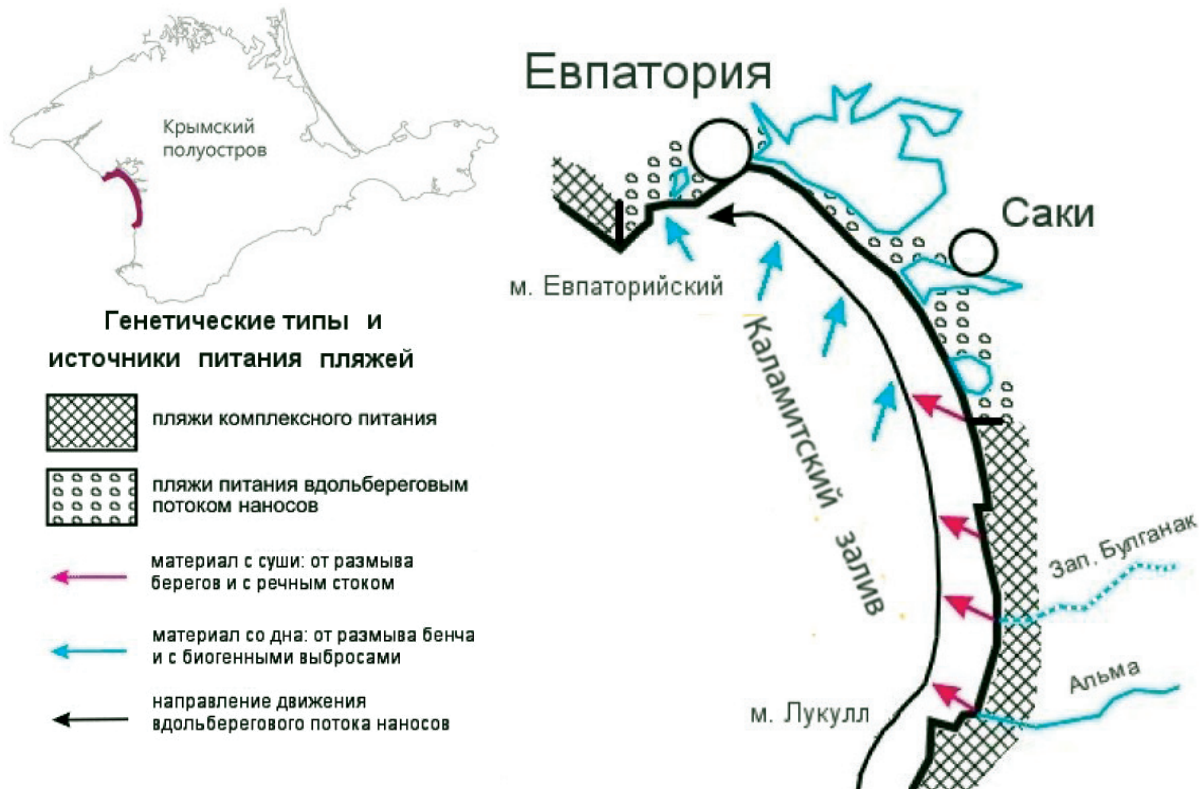 Крымский
полуостров
Генетические типы и
источники питания пляжей
пляжи комплексного питания
пляжи питания вдольбереговым
потоком наносов
материал с суши: от размыва
берегов и с речным стоком
материал со дна: от размыва бенча
и с биогенными выбросами
направление движения
вдольберегового потока наносов
Евпатория
Саки
м. Евпаторийский
Каламитский залив
Зап. Булганак
Альма
м. Лукулл